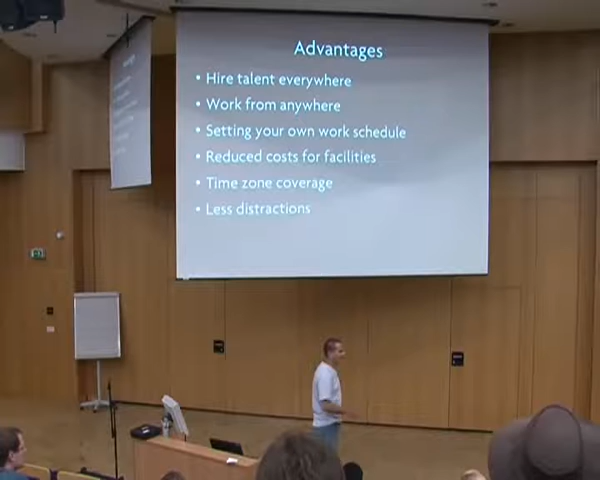 Advantages
• Hire talent everywhere
• Work from anywhere
• Setting your own work schedule
• Reduced costs for facilities
• Time zone coverage
• Less distractions